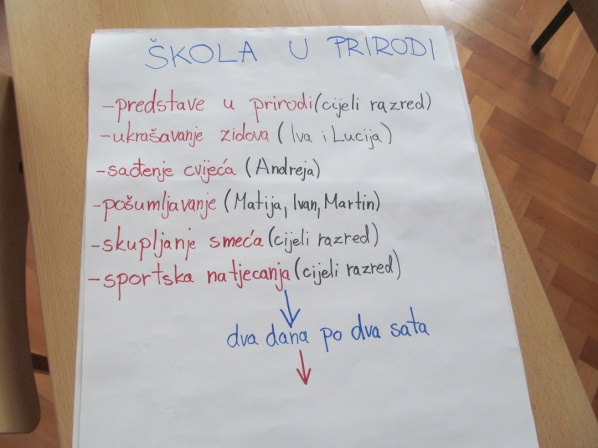 ŠKOLA U PRIRODI
-predstave u prirodi (cijeli razred)
-ukrašavanje zidova (Iva i Lucija)
-sađenje cvijeća (Andreja)
-pošumljavanje (Matija, Ivan, Martin)
-skupljanje smeća (cijeli razred)
-sportska natjecanja (cijeli razred)
dva dana po dva sata